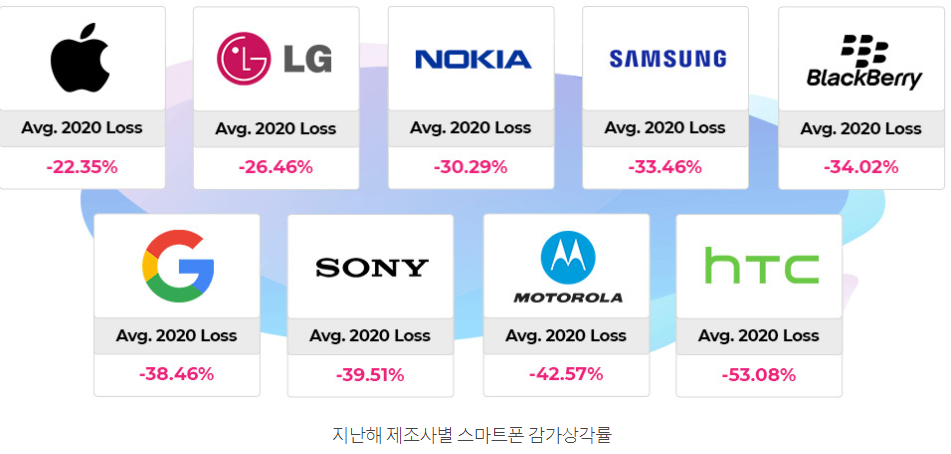 LG
NOKIA
SAMSUNG
BlackBerry
Avg. 2020 Loss
Avg. 2020 Loss
Avg. 2020 Loss
Avg. 2020 Loss
Avg. 2020 Loss
-22.35%
-26.46%
-30.29%
-33.46%
-34.02%
G
SONY
MOTOROLA
hTC
Avg. 2020 Loss
Avg. 2020 Loss
Avg. 2020 Loss
Avg. 2020 Loss
-38.46%
-39.51%
-42.57%
-53.08%
지난해 제조사별 스마트폰 감가상각률